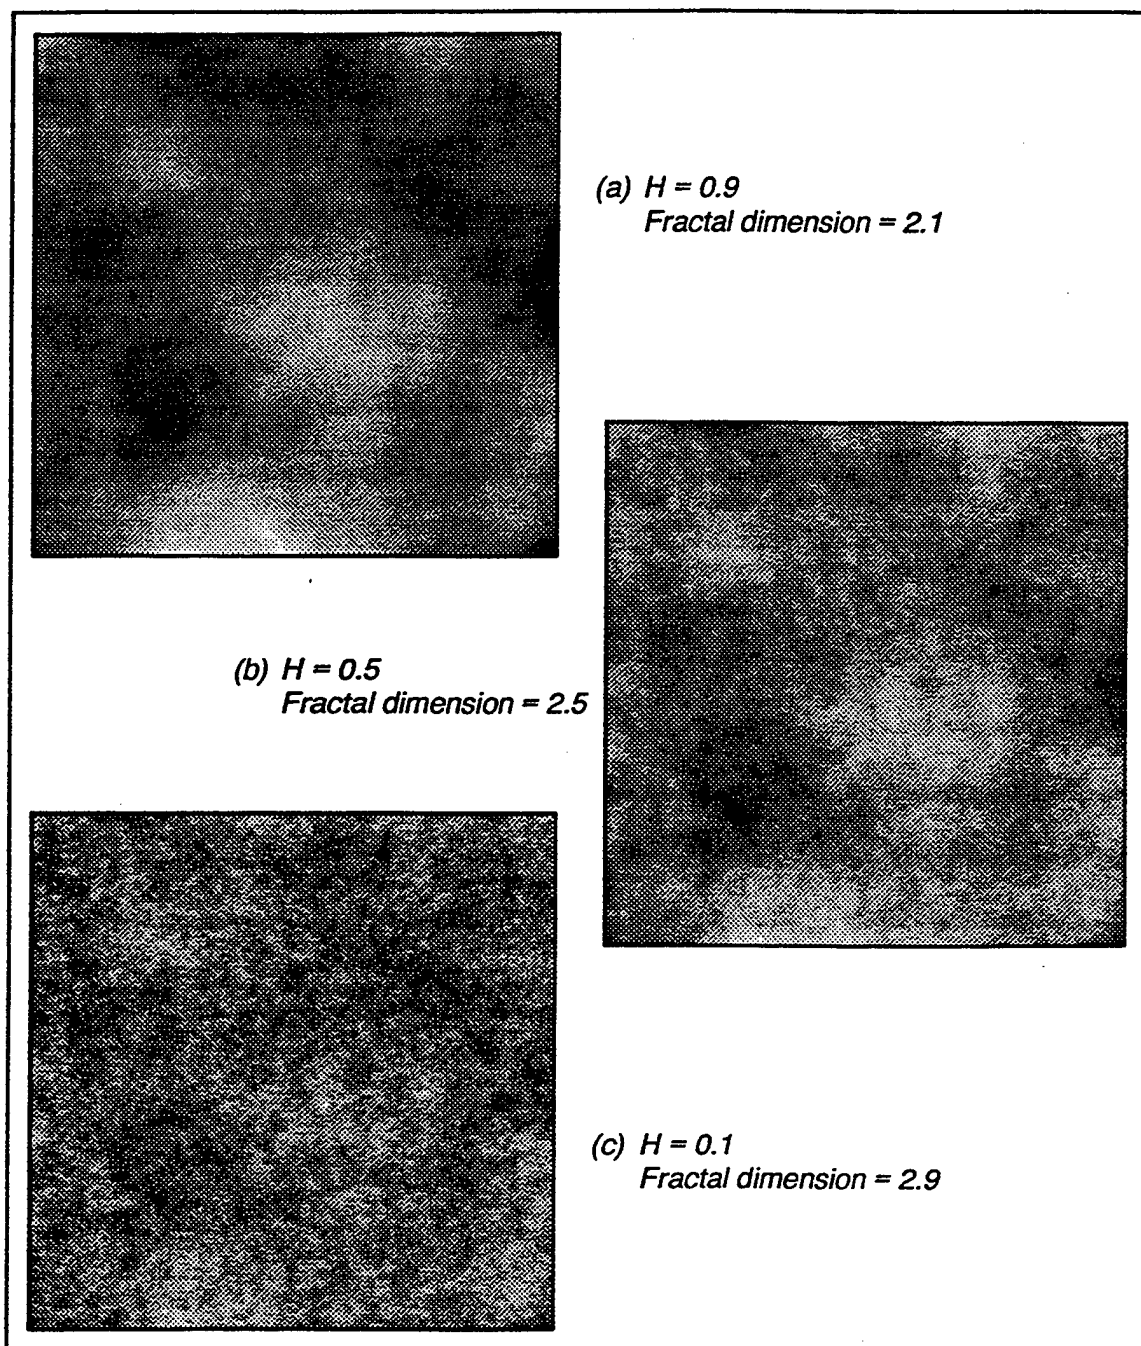 (a) H = 0.9
Fractal dimension = 2.1
(b) H = 0.5
Fractal dimension = 2.5
(c) H = 0.1
Fractal dimension = 2.9